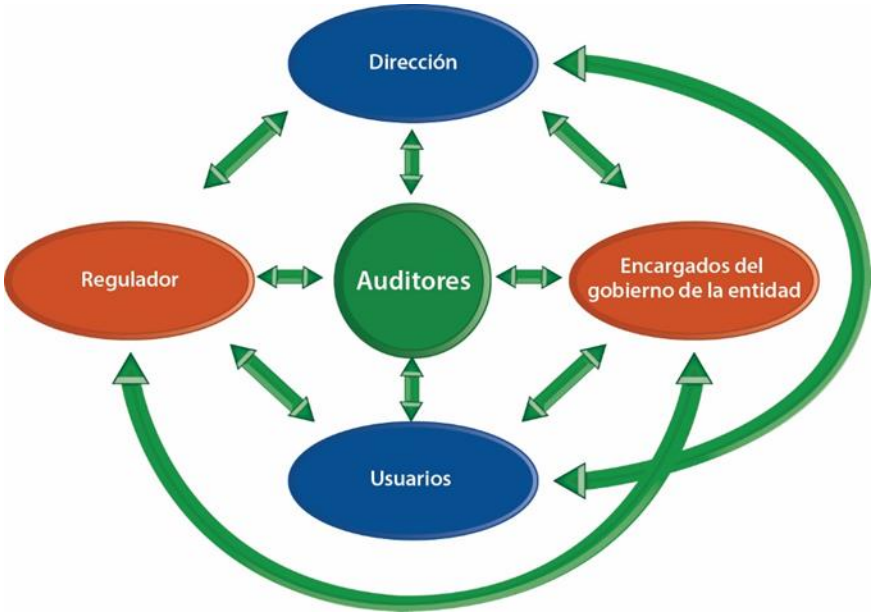 Dirección
Regulador
Auditores
Encargados del
gobierno de la entidad
Usuarios